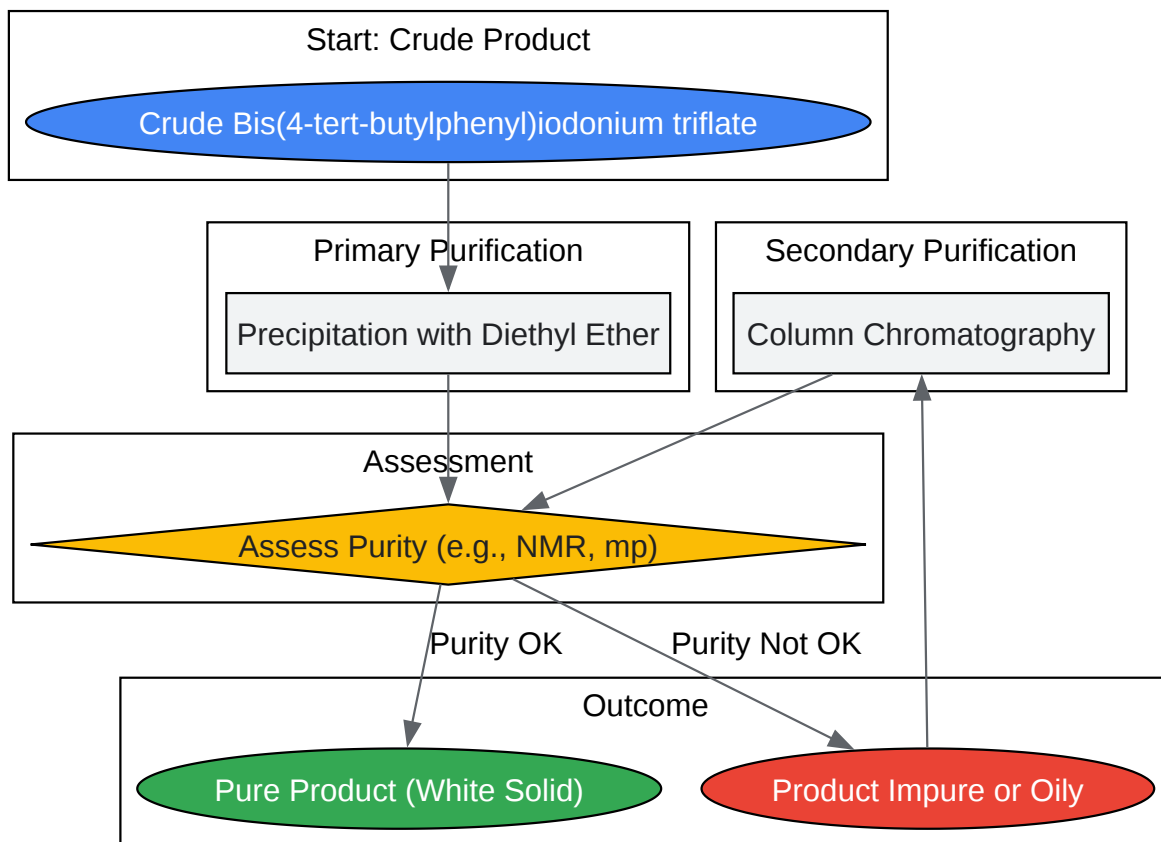 Start: Crude Product
Crude Bis(4-tert-butylphenyl)iodonium triflate
Primary Purification
Secondary Purification
Precipitation with Diethyl Ether
Column Chromatography
Assessment
Assess Purity (e.g., NMR, mp)
Purity OK
Purity Not OK
Outcome
Pure Product (White Solid)
Product Impure or Oily